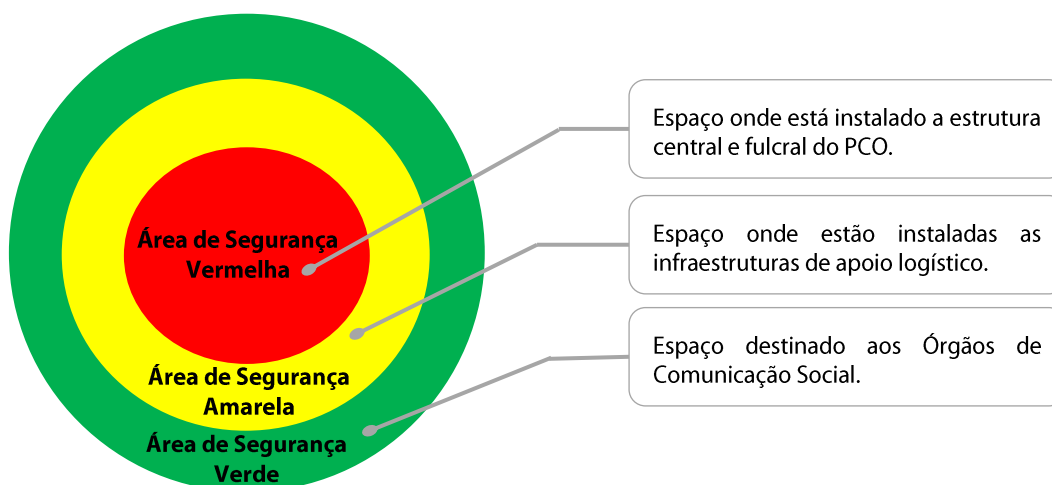 Espaço onde está instalado a estrutura
central e fulcral do PCO.
Área de Segurança
Vermelha
Espaço onde estão instaladas as
infraestruturas de apoio logístico.
Espaço destinado aos Órgãos de
Comunicação Social.
Área de Segurança
Amarela
Área de Segurança
Verde